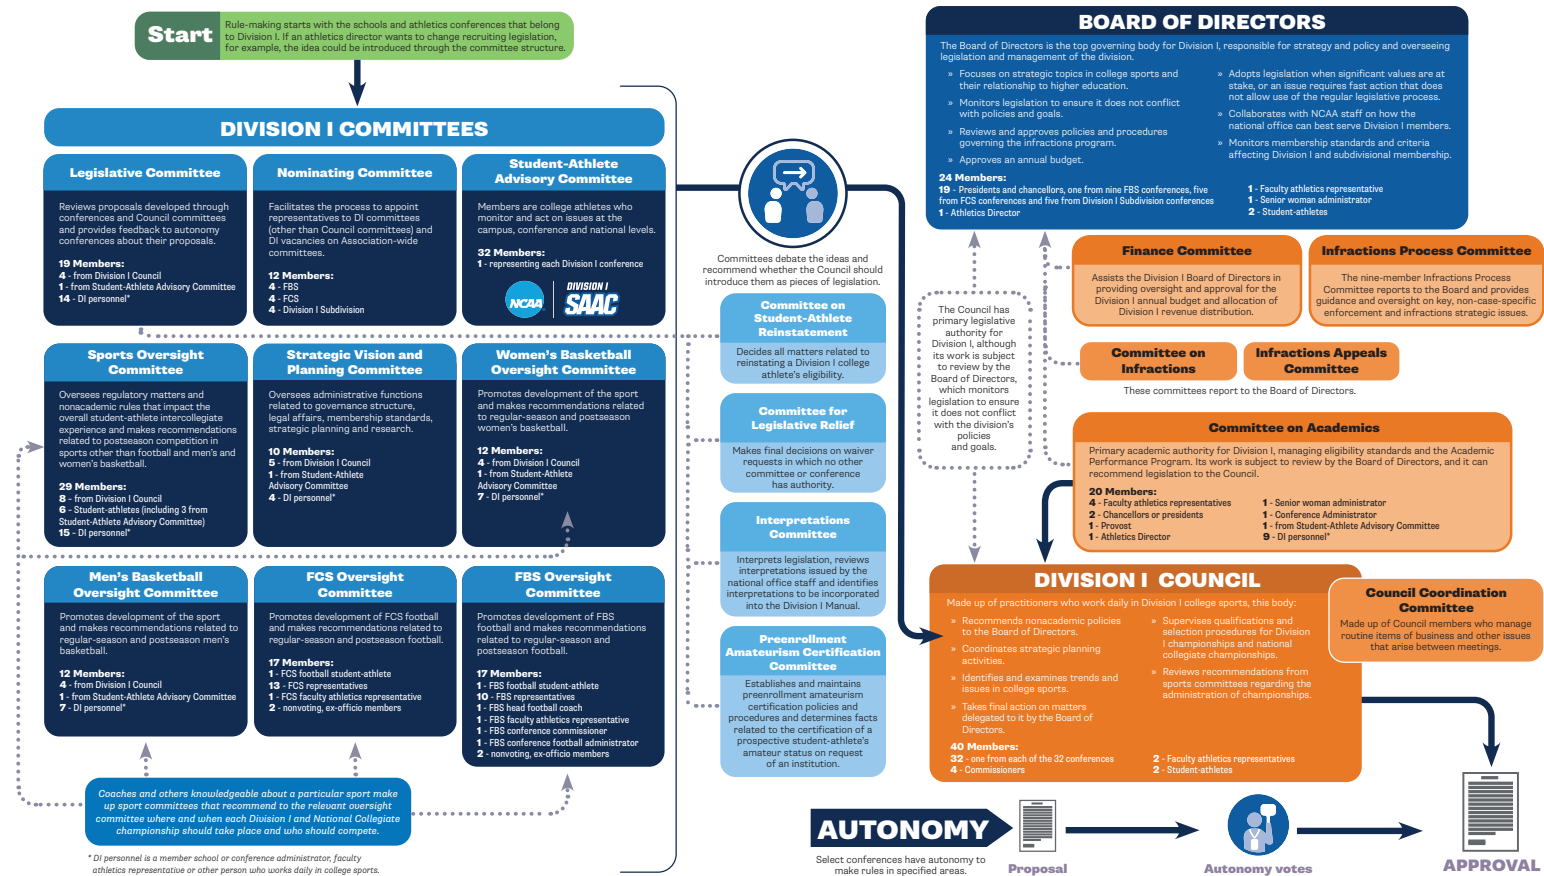 Start
Rule-making starts with the schools and athletics conferences that belong
to Division I. If an athletics director wants to change recruiting legislation,
for example, the idea could be introduced through the committee structure.
DIVISION I COMMITTEES
Legislative Committee
Reviews proposals developed through
conferences and Council committees
and provides feedback to autonomy
conferences about their proposals.
19 Members:
4 - from Division I Council
1 - from Student-Athlete Advisory Committee
14 - DI personnel*
Nominating Committee
Facilitates the process to appoint
representatives to DI committees
(other than Council committees) and
DI vacancies on Association-wide
committees.
12 Members:
4 - FBS
4 - FCS
4 - Division I Subdivision
Student-Athlete
Advisory Committee
Members are college athletes who
monitor and act on issues at the
campus, conference and national levels.
32 Members:
1 - representing each Division I conference
NCAA
DIVISION I
SAAC
Sports Oversight
Committee
Oversees regulatory matters and
nonacademic rules that impact the
overall student-athlete intercollegiate
experience and makes recommendations
related to postseason competition in
sports other than football and men's and
women's basketball.
29 Members:
8 - from Division I Council
6 - Student-athletes (including 3 from
Student-Athlete Advisory Committee)
15 - DI personnel*
Strategic Vision and
Planning Committee
Oversees administrative functions
related to governance structure,
legal affairs, membership standards,
strategic planning and research.
10 Members:
5 - from Division I Council
1 - from Student-Athlete
Advisory Committee
4 - DI personnel*
Women's Basketball
Oversight Committee
Promotes development of the sport
and makes recommendations related
to regular-season and postseason
women's basketball.
12 Members:
4 - from Division I Council
1 - from Student-Athlete
Advisory Committee
7 - DI personnel*
Men's Basketball
Oversight Committee
Promotes development of the sport
and makes recommendations related to
regular-season and postseason men's
basketball.
12 Members:
4 - from Division I Council
1 - from Student-Athlete Advisory Committee
7 - DI personnel*
FCS Oversight
Committee
Promotes development of FCS football
and makes recommendations related to
regular-season and postseason football.
17 Members:
1 - FCS football student-athlete
13 - FCS representatives
1 - FCS faculty athletics representative
2 - nonvoting, ex-officio members
FBS Oversight
Committee
Promotes development of FBS
football and makes recommendations
related to regular-season and
postseason football.
17 Members:
1 - FBS football student-athlete
10 - FBS representatives
1 - FBS head football coach
1 - FBS faculty athletics representative
1 - FBS conference commissioner
1 - FBS conference football administrator
2 - nonvoting, ex-officio members
Coaches and others knowledgeable about a particular sport make
up sport committees that recommend to the relevant oversight
committee where and when each Division I and National Collegiate
championship should take place and who should compete.
* DI personnel is a member school or conference administrator, faculty
athletics representative or other person who works daily in college sports.
Committees debate the ideas and
recommend whether the Council should
introduce them as pieces of legislation.
Committee on
Student-Athlete
Reinstatement
Decides all matters related to
reinstating a Division I college
athlete's eligibility.
Committee for
Legislative Relief
Makes final decisions on waiver
requests in which no other
committee or conference
has authority.
Interpretations
Committee
Interprets legislation, reviews
interpretations issued by the
national office staff and identifies
interpretations to be incorporated
into the Division I Manual.
Preenrollment
Amateurism Certification
Committee
Establishes and maintains
preenrollment amateurism
certification policies and
procedures and determines facts
related to the certification of a
prospective student-athlete's
amateur status on request
of an institution.
BOARD OF DIRECTORS
The Board of Directors is the top governing body for Division I, responsible for strategy and policy and overseeing
legislation and management of the division.
» Focuses on strategic topics in college sports and
their relationship to higher education.
» Monitors legislation to ensure it does not conflict
with policies and goals.
» Reviews and approves policies and procedures
governing the infractions program.
» Approves an annual budget.
» Adopts legislation when significant values are at
stake, or an issue requires fast action that does
not allow use of the regular legislative process.
» Collaborates with NCAA staff on how the
national office can best serve Division I members.
» Monitors membership standards and criteria
affecting Division I and subdivisional membership.
24 Members:
19 - Presidents and chancellors, one from nine FBS conferences, five
from FCS conferences and five from Division I Subdivision conferences
1 - Athletics Director
1 - Faculty athletics representative
1 - Senior woman administrator
2 - Student-athletes
The Council has
primary legislative
authority for
Division I, although
its work is subject
to review by the
Board of Directors,
which monitors
legislation to ensure
it does not conflict
with the division's
policies
and goals.
Finance Committee
Assists the Division I Board of Directors in
providing oversight and approval for the
Division I annual budget and allocation of
Division I revenue distribution.
Infractions Process Committee
The nine-member Infractions Process
Committee reports to the Board and provides
guidance and oversight on key, non-case-specific
enforcement and infractions strategic issues.
Committee on
Infractions
Infractions Appeals
Committee
These committees report to the Board of Directors.
Committee on Academics
Primary academic authority for Division I, managing eligibility standards and the Academic
Performance Program. Its work is subject to review by the Board of Directors, and it can
recommend legislation to the Council.
20 Members:
4 - Faculty athletics representatives
2 - Chancellors or presidents
1 - Provost
1 - Athletics Director
1 - Senior woman administrator
1 - Conference Administrator
1 - from Student-Athlete Advisory Committee
9 - DI personnel*
DIVISION I COUNCIL
Made up of practitioners who work daily in Division I college sports, this body:
» Recommends nonacademic policies
to the Board of Directors.
» Coordinates strategic planning
activities.
» Identifies and examines trends and
issues in college sports.
» Takes final action on matters
delegated to it by the Board of
Directors.
» Supervises qualifications and
selection procedures for Division
I championships and national
collegiate championships.
» Reviews recommendations from
sports committees regarding the
administration of championships.
40 Members:
32 - one from each of the 32 conferences
4 - Commissioners
2 - Faculty athletics representatives
2 - Student-athletes
Council Coordination
Committee
Made up of Council members who manage
routine items of business and other issues
that arise between meetings.
AUTONOMY
Select conferences have autonomy to
make rules in specified areas.
Proposal
Autonomy votes
APPROVAL